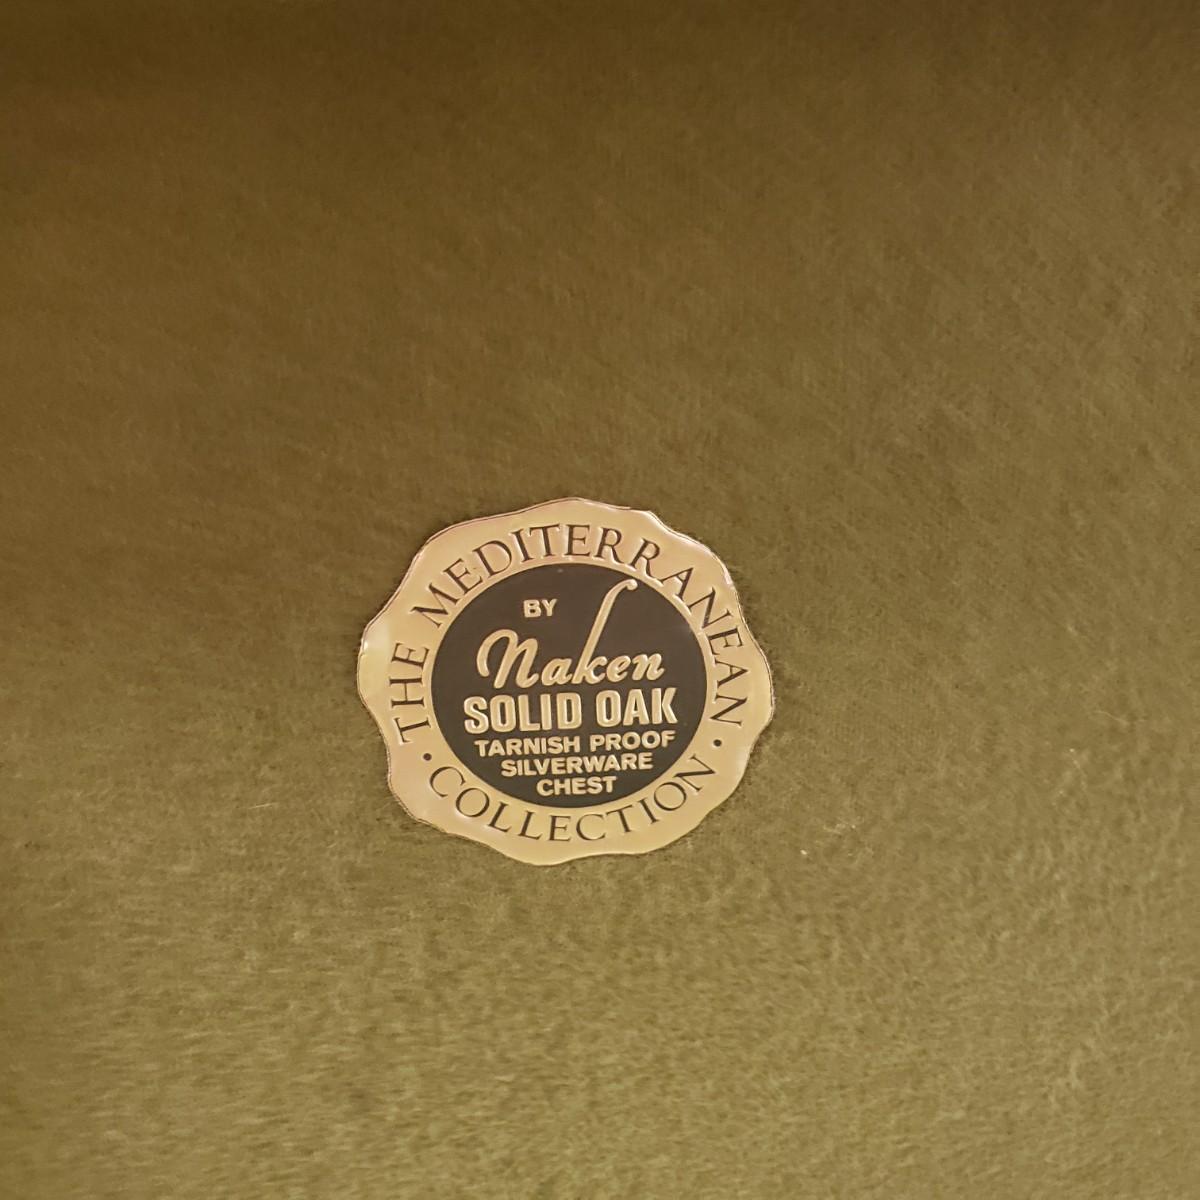 THE MEDITERRANEAN
BY
Naken
SOLID OAK
TARNISH PROOF
SILVERWARE
CHEST
• COLLECTION •